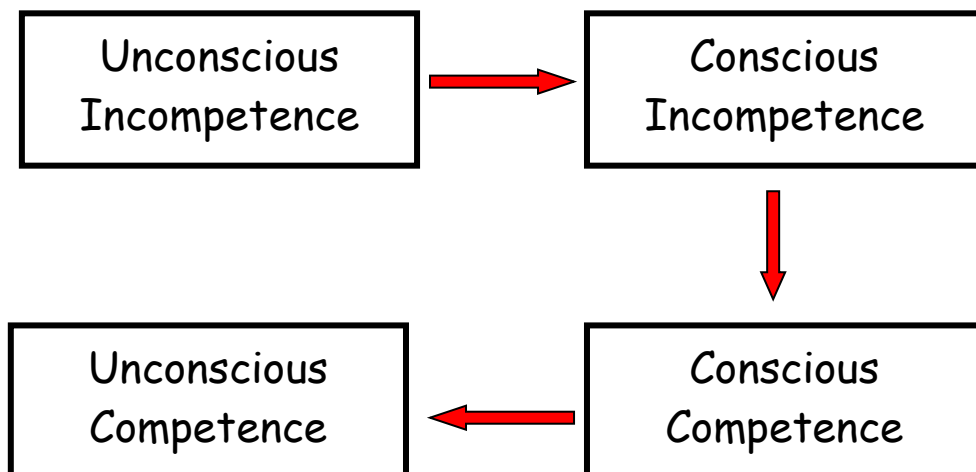 Unconscious
Incompetence
Conscious
Incompetence
Unconscious
Competence
Conscious
Competence